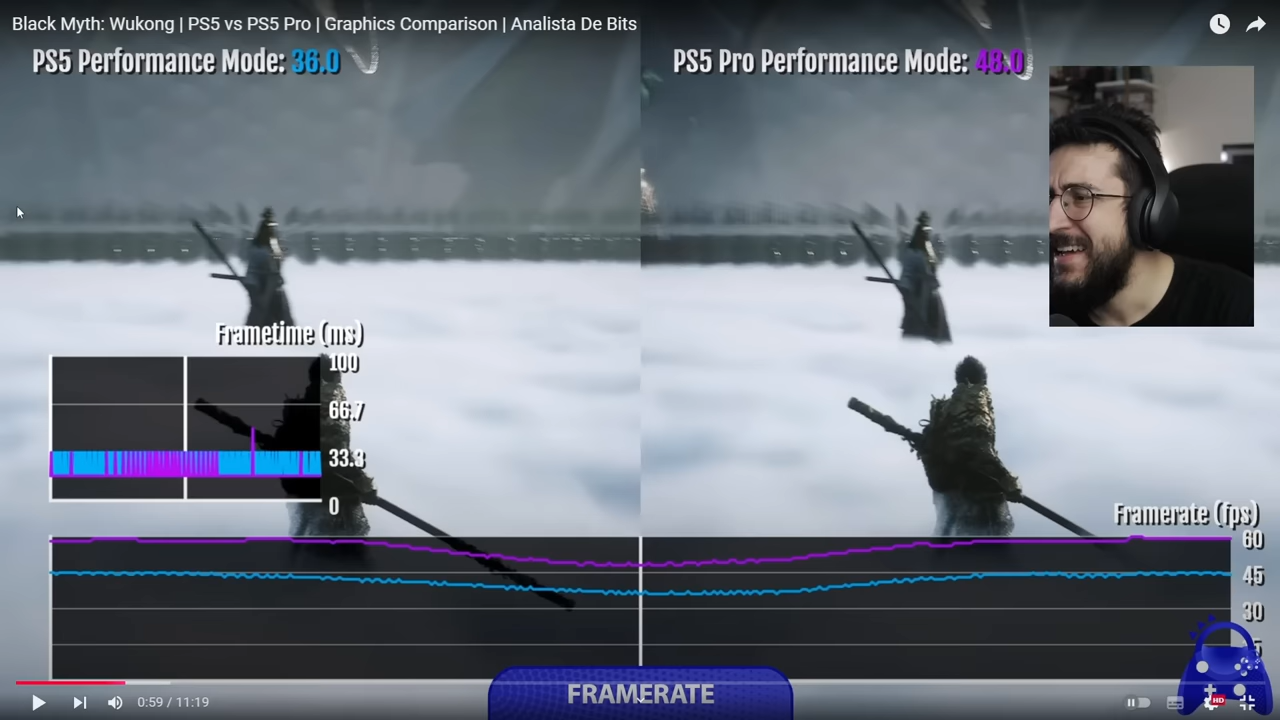 Black Myth: Wukong | PS5 vs PS5 Pro | Graphics Comparison | Analista De Bits
PS5 Performance Mode: 36.0
PS5 Pro Performance Mode: 48.0
Frametime (ms)
100
66.7
33.3
0
Framerate (fps)
60
45
30
FRAMERATE
0:59 / 11:19
HD